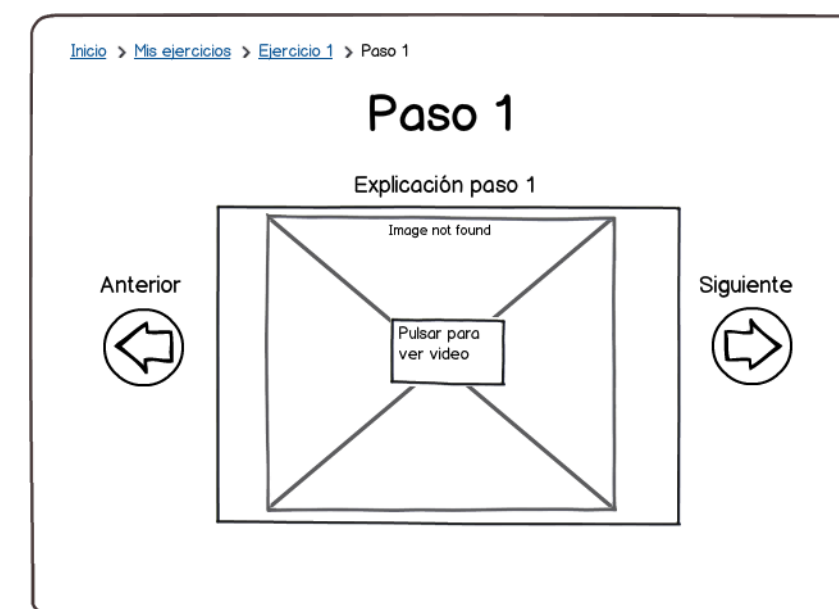 Inicio > Mis ejercicios > Ejercicio 1 > Paso 1
Paso 1
Explicación paso 1
Image not found
Anterior
Siguiente
Pulsar para
ver video